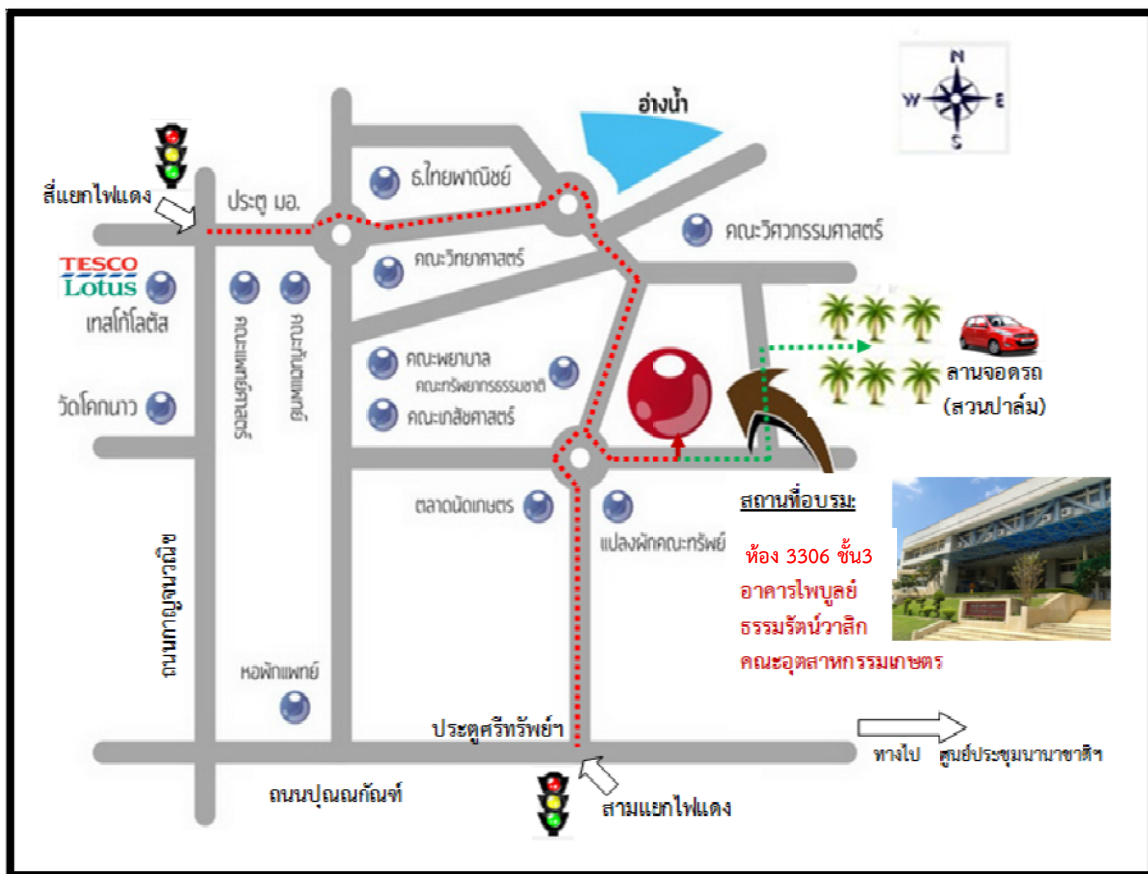 N
W E
S
อ่างน้ำ
สี่แยกไฟแดง
ประตู มอ.
ธ.ไทยพาณิชย์
คณะวิศวกรรมศาสตร์
คณะวิทยาศาสตร์
TESCO
Lotus
เทสโก้โลตัส
คณะแพทย์ศาสตร์
คณะทันตแพทย์
คณะพยาบาล
คณะทรัพยากรธรรมชาติ
คณะเภสัชศาสตร์
ลานจอดรถ
(สวนปาล์ม)
วัดโคกนาว
ตลาดนัดเกษตร
แปลงผักคณะทรัพย์
สถานที่อบรม:
ห้อง 3306 ชั้น3
อาคารไพบูลย์
ธรรมรัตน์วาสิก
คณะอุตสาหกรรมเกษตร
ถนนกาญจนวณิช
หอพักแพทย์
ประตูศรีทรัพย์ฯ
ทางไป ศูนย์ประชุมนานาชาติฯ
ถนนปุณณกัณฑ์
สามแยกไฟแดง